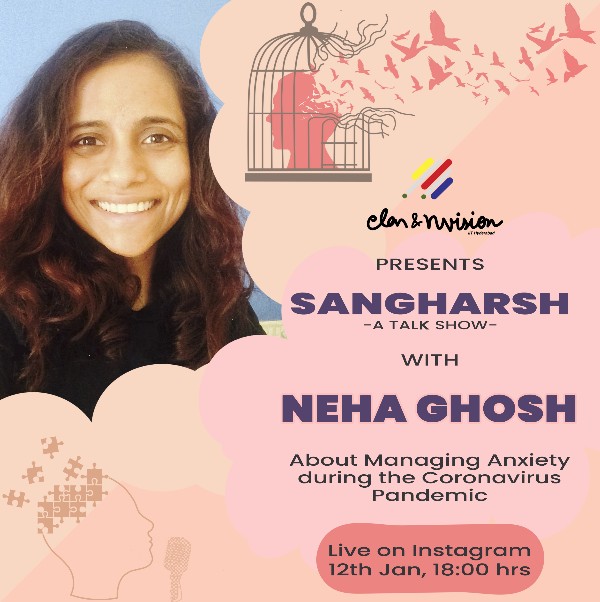 elan & nvision
PRESENTS
SANGHARSH
-A TALK SHOW-
WITH
NEHA GHOSH
About Managing Anxiety
during the Coronavirus
Pandemic
Live on Instagram
12th Jan, 18:00 hrs